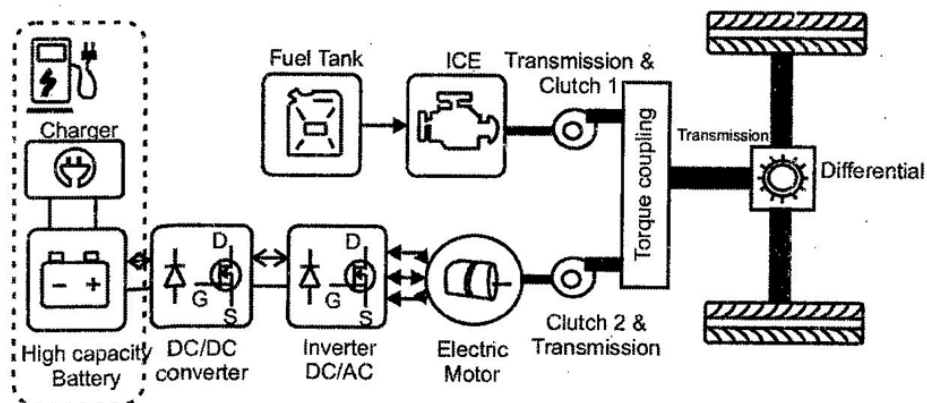 Fuel Tank
ICE
Transmission &
Clutch 1
Charger
Torque coupling
Transmission
Differential
D
G
S
D
G
S
- +
High capacity
Battery
DC/DC
converter
Inverter
DC/AC
Electric
Motor
Clutch 2 &
Transmission